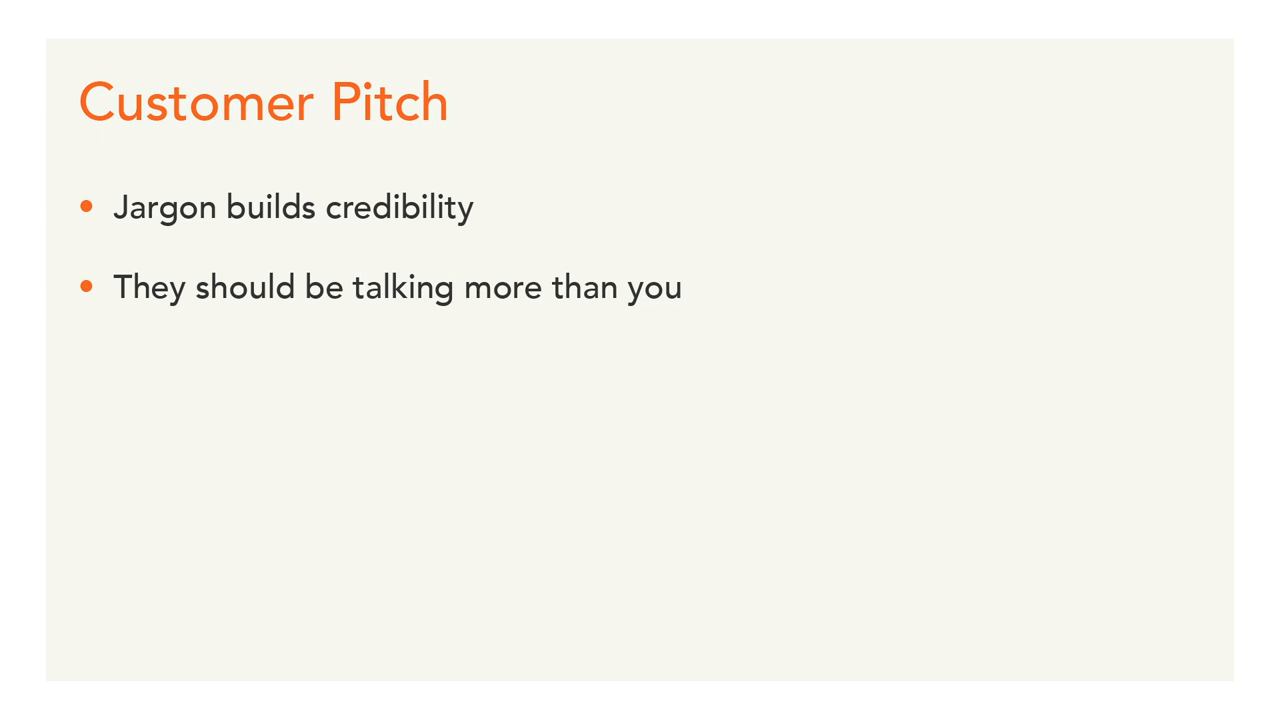 Customer Pitch
• Jargon builds credibility
• They should be talking more than you